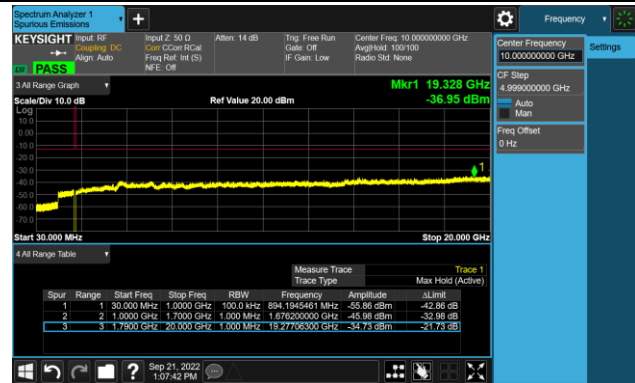 Spectrum Analyzer 1
Spurious Emissions
+
Frequency
KEYSIGHT
Input: RF
Coupling: DC
Align: Auto
Input Z: 50 Ω
Corr CCorr RCal
Freq Ref: Int (S)
NFE: Off
Atten: 14 dB
Trig: Free Run
Gate: Off
IF Gain: Low
Center Freq: 10.000000000 GHz
Avg|Hold: 100/100
Radio Std: None
LXI
PASS
Center Frequency
10.000000000 GHz
Settings
CF Step
4.999000000 GHz
Auto
Man
Freq Offset
0 Hz
3 All Range Graph
Mkr1 19.328 GHz
Scale/Div 10.0 dB
Ref Value 20.00 dBm
-36.95 dBm
Log
10.0
0.00
-10.0
-20.0
-30.0
-40.0
-50.0
-60.0
-70.0
1
Start 30.000 MHz
Stop 20.000 GHz
4 All Range Table
Measure Trace Trace 1
Trace Type Max Hold (Active)
Spur Range Start Freq Stop Freq RBW Frequency Amplitude ΔLimit
1 1 30.000 MHz 1.0000 GHz 100.0 kHz 894.1945461 MHz -55.86 dBm -42.86 dB
2 2 1.0000 GHz 1.7000 GHz 1.000 MHz 1.676200000 GHz -45.98 dBm -32.98 dB
3 3 1.7900 GHz 20.000 GHz 1.000 MHz 19.27706300 GHz -34.73 dBm -21.73 dB
?
Sep 21, 2022
1:07:42 PM